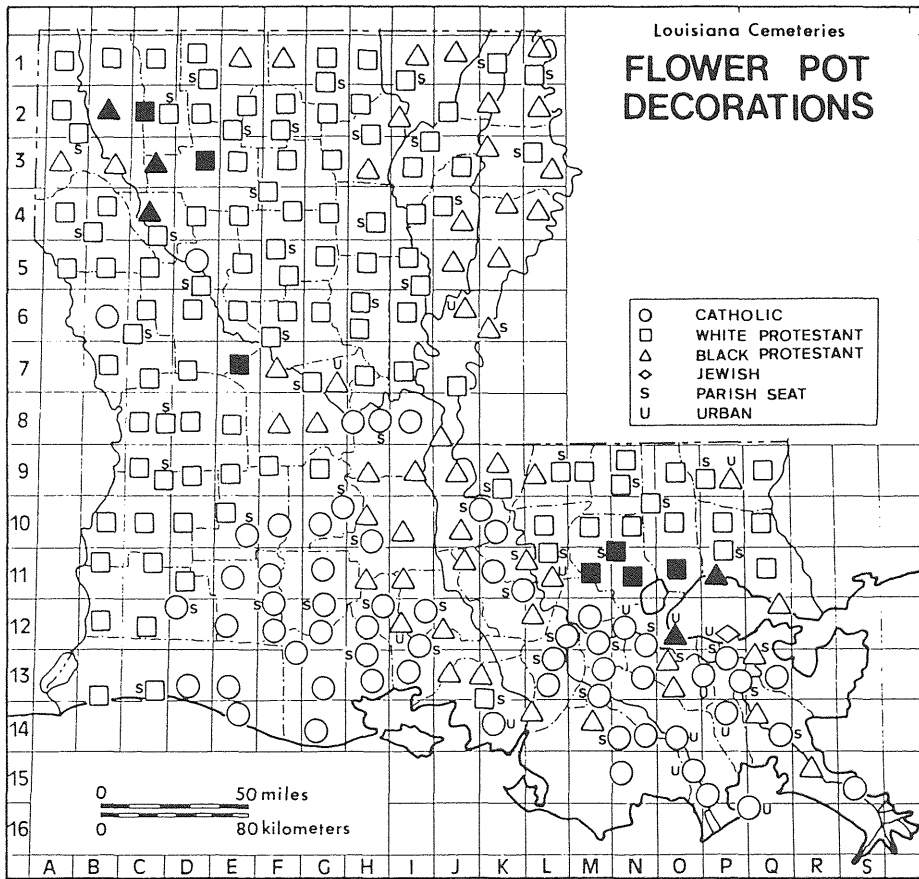 Louisiana Cemeteries
FLOWER POT
DECORATIONS
1
2
3
4
5
6
7
8
9
10
11
12
13
14
15
16
○ CATHOLIC
□ WHITE PROTESTANT
△ BLACK PROTESTANT
◇ JEWISH
S PARISH SEAT
U URBAN
0 50 miles
0 80 kilometers
A B C D E F G H I J K L M N O P Q R S